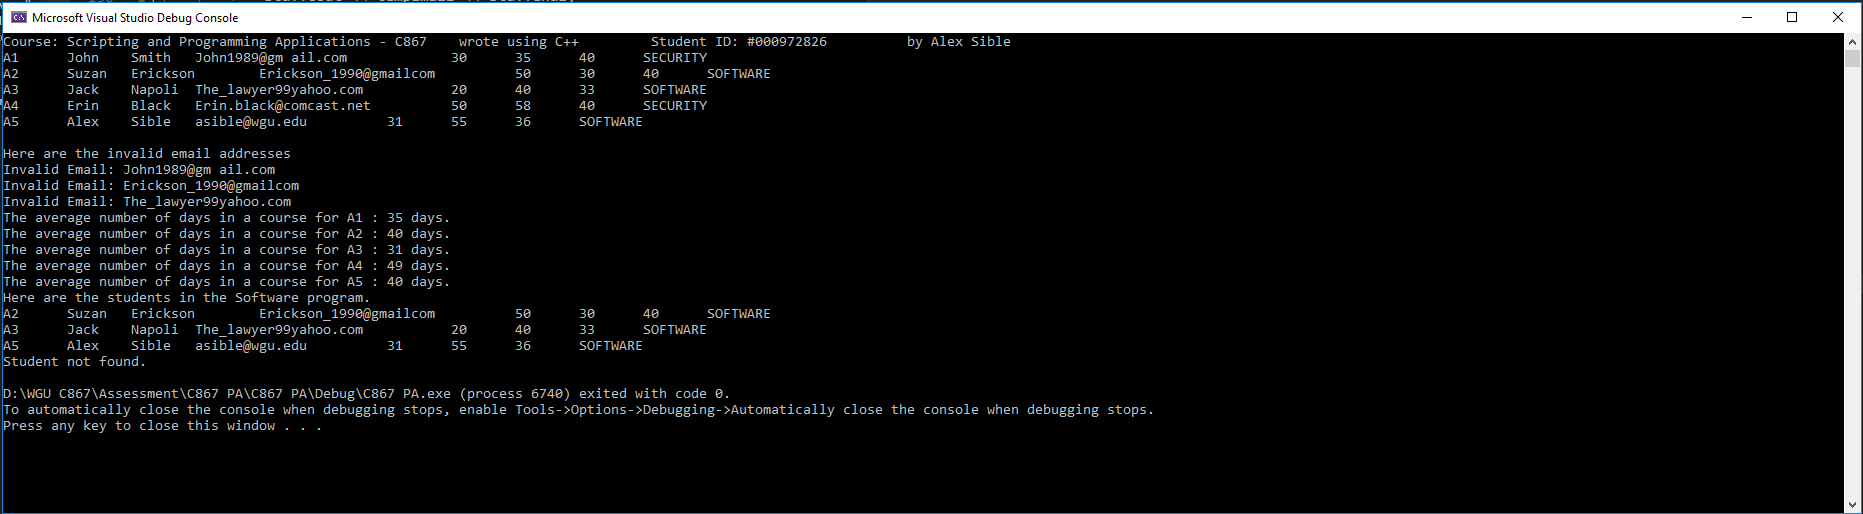 Microsoft Visual Studio Debug Console
Course: Scripting and Programming Applications - C867    wrote using C++         Student ID: #000972826          by Alex Sible
A1      John    Smith   John1989@gm ail.com             30      35      40      SECURITY
A2      Suzan   Erickson        Erickson_1990@gmailcom          50      30      40      SOFTWARE
A3      Jack    Napoli  The_lawyer99yahoo.com           20      40      33      SOFTWARE
A4      Erin    Black   Erin.black@comcast.net          50      58      40      SECURITY
A5      Alex    Sible   asible@wgu.edu          31      55      36      SOFTWARE

Here are the invalid email addresses
Invalid Email: John1989@gm ail.com
Invalid Email: Erickson_1990@gmailcom
Invalid Email: The_lawyer99yahoo.com
The average number of days in a course for A1 : 35 days.
The average number of days in a course for A2 : 40 days.
The average number of days in a course for A3 : 31 days.
The average number of days in a course for A4 : 49 days.
The average number of days in a course for A5 : 40 days.
Here are the students in the Software program.
A2      Suzan   Erickson        Erickson_1990@gmailcom          50      30      40      SOFTWARE
A3      Jack    Napoli  The_lawyer99yahoo.com           20      40      33      SOFTWARE
A5      Alex    Sible   asible@wgu.edu          31      55      36      SOFTWARE
Student not found.

D:\WGU C867\Assessment\C867 PA\C867 PA\Debug\C867 PA.exe (process 6740) exited with code 0.
To automatically close the console when debugging stops, enable Tools->Options->Debugging->Automatically close the console when debugging stops.
Press any key to close this window . . .